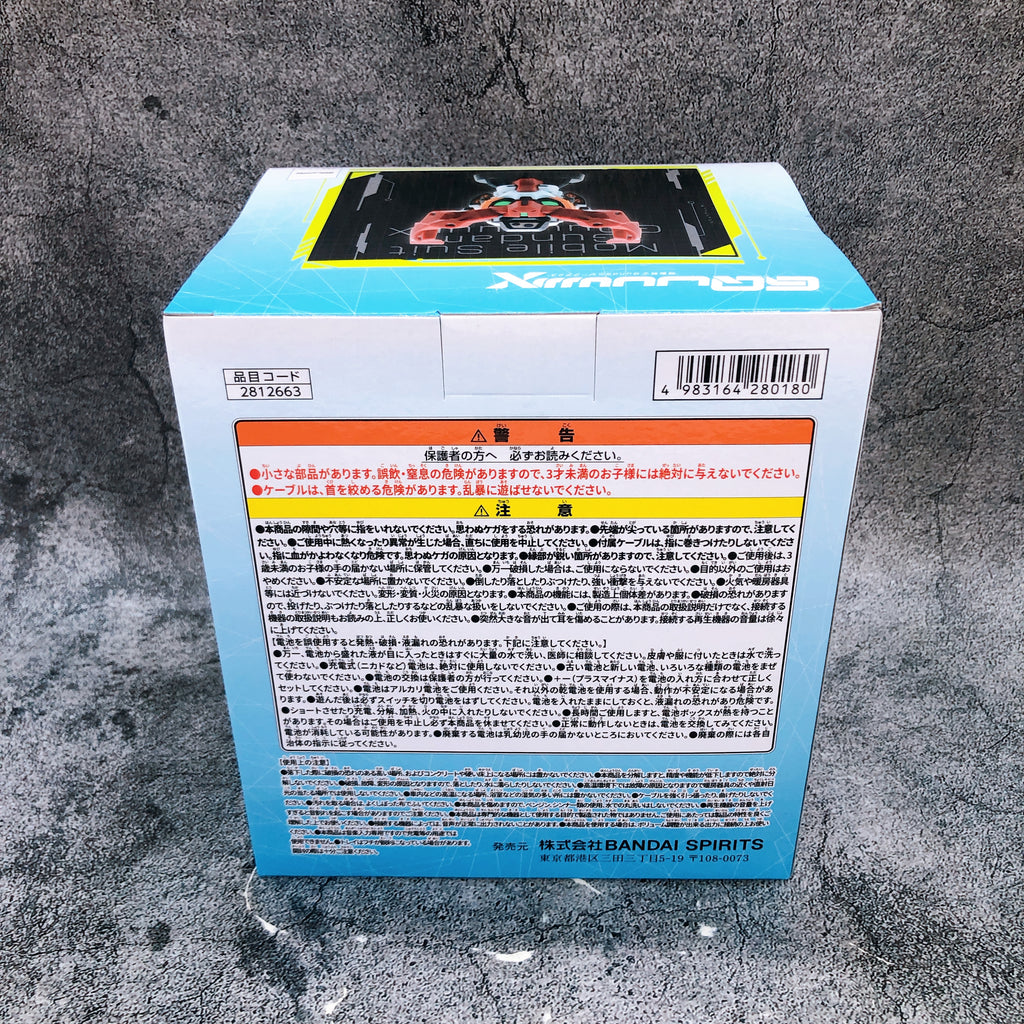 Mobile Suit
Gundam
GQuuuuuuX
品目コード
2812663
4 983164 280180
⚠警告
保護者の方へ 必ずお読みください。
●小さな部品があります。誤飲・窒息の危険がありますので、3才未満のお子様には絶対に与えないでください。
●ケーブルは、首を絞める危険があります。乱暴に遊ばせないでください。
⚠注意
●本商品の隙間や穴等に指をいれないでください。思わぬケガをする恐れがあります。●先端が尖っている箇所がありますので、注意してく
ださい。●ご使用中に熱くなったり異常が生じた場合、直ちに使用を中止してください。●付属ケーブルは、指に巻きつけたりしないでくださ
い。指に血がかよわなくなり危険です。思わぬケガの原因となります。●縁部が鋭い箇所がありますので、注意してください。●ご使用後は、3
歳未満のお子様の手の届かない場所に保管してください。●万一破損した場合は、ご使用にならないでください。●目的以外のご使用はお
やめください。●不安定な場所に置かないでください。●倒したり落としたりぶつけたり、強い衝撃を与えないでください。●火気や暖房器具
等には近づけないでください。変形・変質・火災の原因となります。●本商品の機能には、製造上個体差があります。●破損の恐れがあります
ので、投げたり、ぶつけたり落としたりするなどの乱暴な扱いをしないでください。●ご使用の際は、本商品の取扱説明だけでなく、接続する
機器の取扱説明もお読みの上、正しくお使いください。●突然大きな音が出て耳を傷めることがあります。接続する再生機器の音量は徐々
に上げてください。
【電池を誤使用すると発熱・破損・液漏れの恐れがあります。下記に注意してください。】
●万一、電池から漏れた液が目に入ったときはすぐに大量の水で洗い、医師に相談してください。皮膚や服に付いたときは水で洗っ
てください。●充電式(ニカドなど)電池は、絶対に使用しないでください。●古い電池と新しい電池、いろいろな種類の電池をまぜ
て使わないでください。●電池の交換は保護者の方が行ってください。●+-(プラスマイナス)を電池の入れ方に合わせて正しく
セットしてください。●電池はアルカリ電池をご使用ください。それ以外の乾電池を使用する場合、動作が不安定になる場合があ
ります。●遊んだ後は必ずスイッチを切り電池をはずしてください。電池を入れたままにしておくと、液漏れの恐れがあり危険です。
●ショートさせたり充電、分解、加熱、火の中に入れたりしないでください。●長時間ご使用しますと、電池ボックスが熱を持つこと
があります。その場合はご使用を中止し必ず本商品を休ませてください。●正常に動作しないときは、電池を交換してみてください。
電池が消耗している可能性があります。●廃棄する電池は乳幼児の手の届かないところにおいてください。●廃棄の際には各自
治体の指示に従ってください。
【使用上の注意】
発売元 株式会社BANDAI SPIRITS
東京都港区三田三丁目5-19 〒108-0073